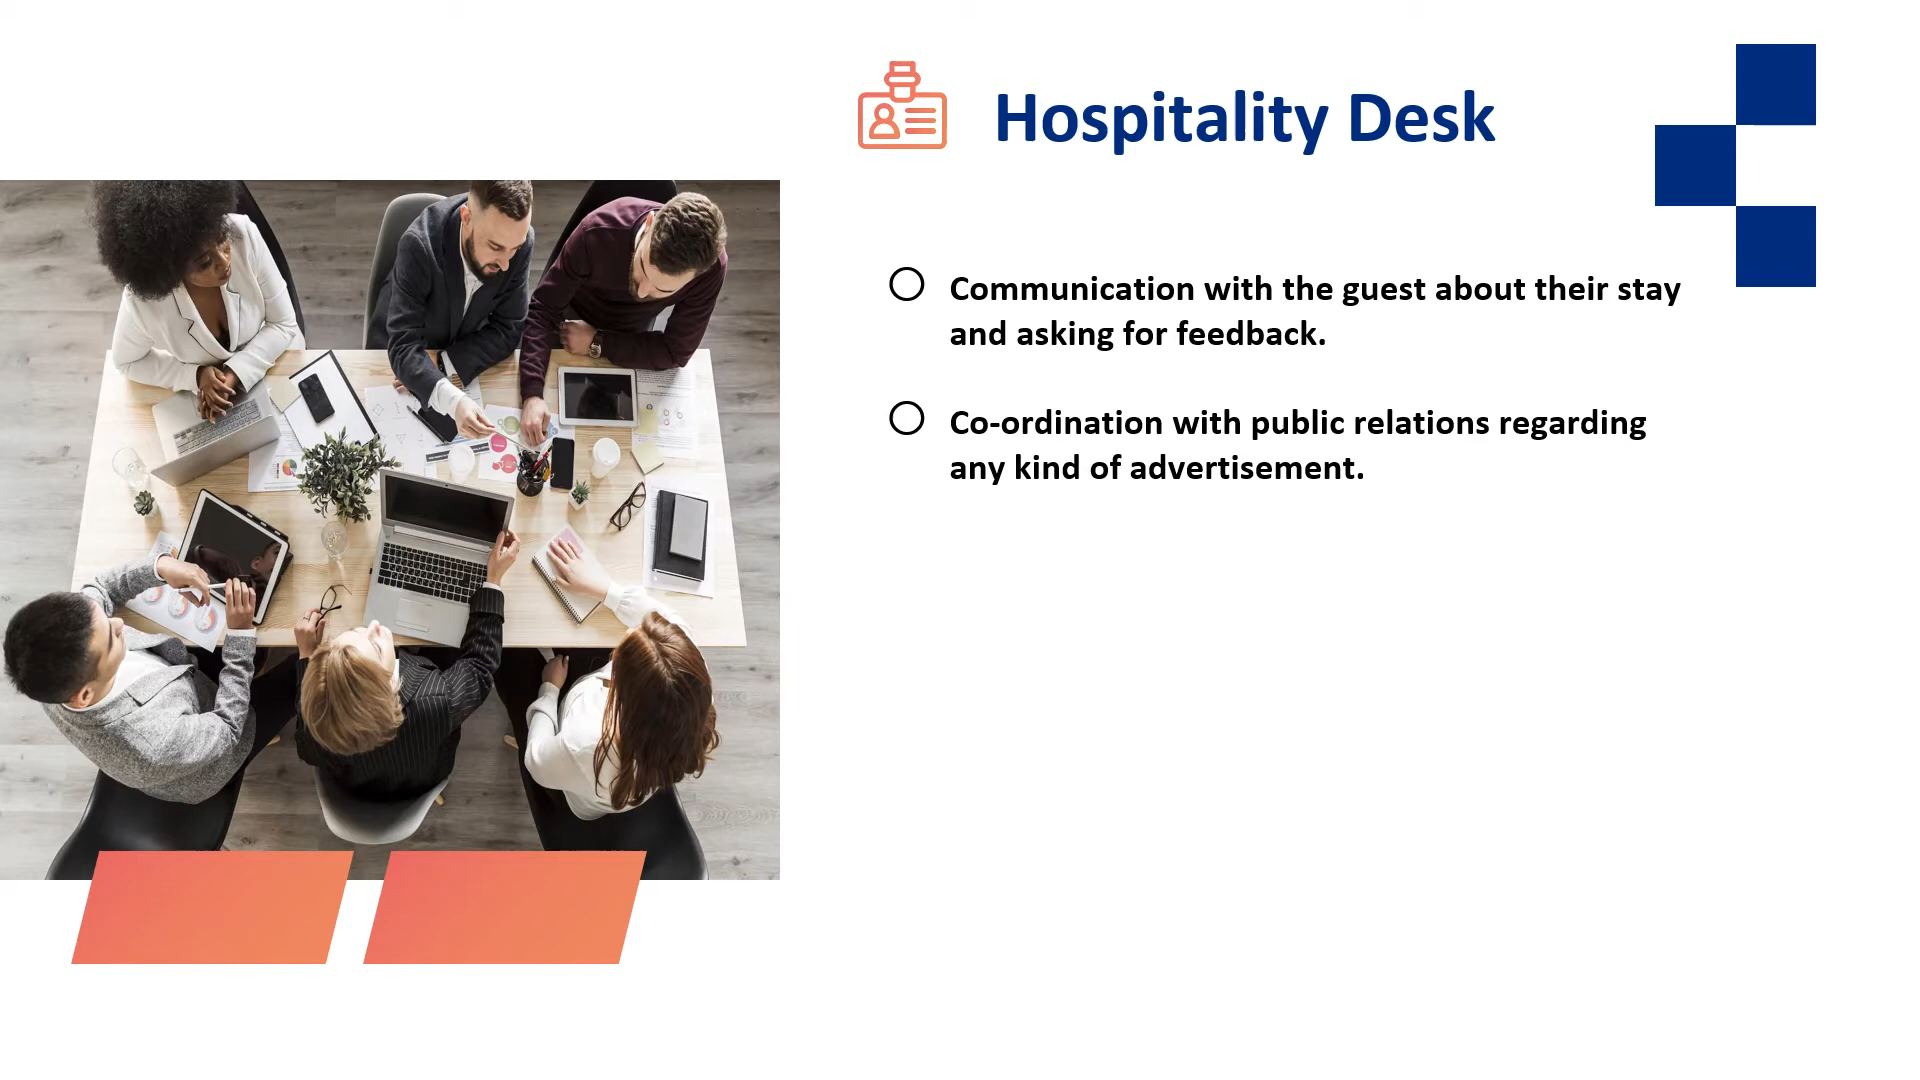 Hospitality Desk
Communication with the guest about their stay
and asking for feedback.
Co-ordination with public relations regarding
any kind of advertisement.